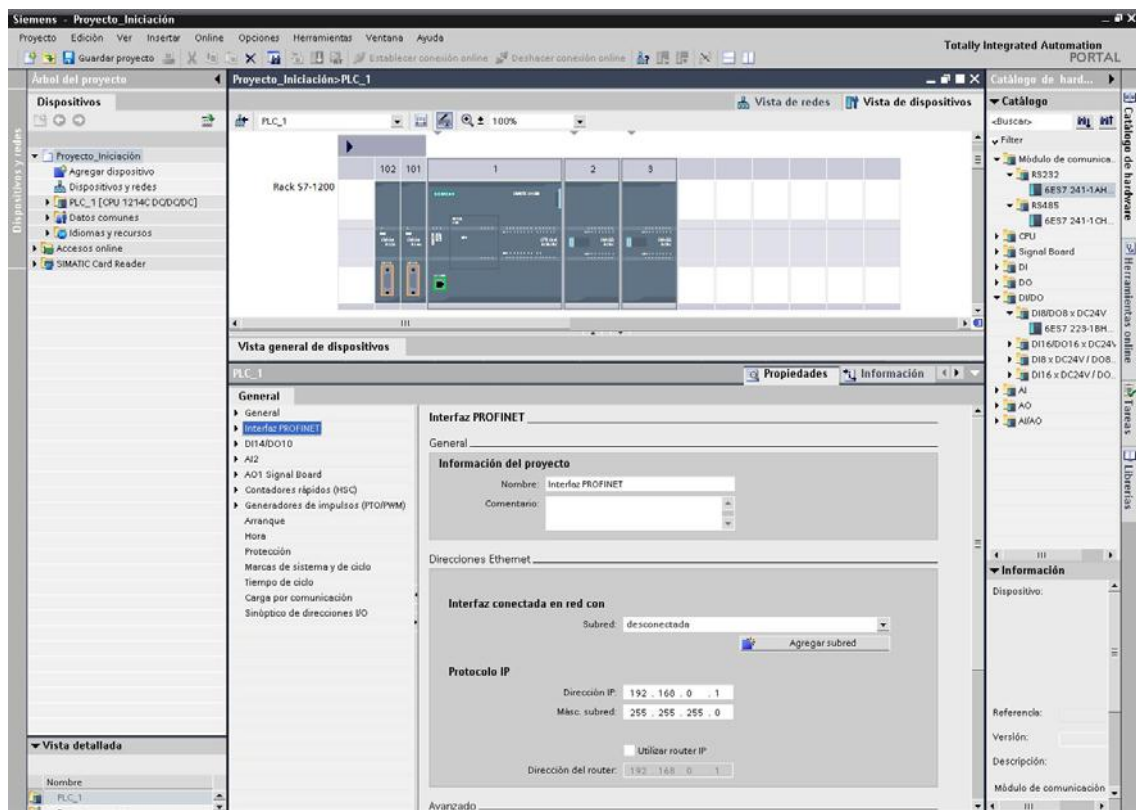 Siemens - Proyecto_Iniciación
Proyecto Edición Ver Insertar Online Opciones Herramientas Ventana Ayuda
Totally Integrated Automation
PORTAL
Guardar proyecto Establecer conexión online Deshacer conexión online
Árbol del proyecto
Dispositivos
Dispositivos y redes
Proyecto_Iniciación
Agregar dispositivo
Dispositivos y redes
PLC_1 [CPU 1214C DC/DC/DC]
Datos comunes
Idiomas y recursos
Accesos online
SIMATIC Card Reader
Vista detallada
Nombre
PLC_1
Proyecto_Iniciación>PLC_1
Vista de redes Vista de dispositivos
PLC_1 100%
102 101 1 2 3
Rack S7-1200
SIEMENS
Vista general de dispositivos
PLC_1
Propiedades Información
General
General
Interfaz PROFINET
DI14/DO10
AI2
AO1 Signal Board
Contadores rápidos (HSC)
Generadores de impulsos (PTO/PWM)
Arranque
Hora
Protección
Marcas de sistema y de ciclo
Tiempo de ciclo
Carga por comunicación
Sinóptico de direcciones I/O
Interfaz PROFINET
General
Información del proyecto
Nombre: Interfaz PROFINET
Comentario:
Direcciones Ethernet
Interfaz conectada en red con
Subred: desconectada
Agregar subred
Protocolo IP
Dirección IP: 192 . 168 . 0 . 1
Másc. subred: 255 . 255 . 255 . 0
Utilizar router IP
Dirección del router: 192 . 168 . 0 . 1
Avanzado
Catálogo de hard...
Catálogo
<Buscar>
Filter
Módulo de comunica..
RS232
6ES7 241-1AH..
RS485
6ES7 241-1CH..
CPU
Signal Board
DI
DO
DI/DO
DI8/DO8 x DC24V
6ES7 223-1BH..
DI16/DO16 x DC24V
DI8 x DC24V / DO8..
DI16 x DC24V / DO..
AI
AO
AI/AO
Información
Dispositivo:
Referencia:
Versión:
Descripción:
Módulo de comunicación
Catálogo de hardware
Herramientas online
Tareas
Librerías